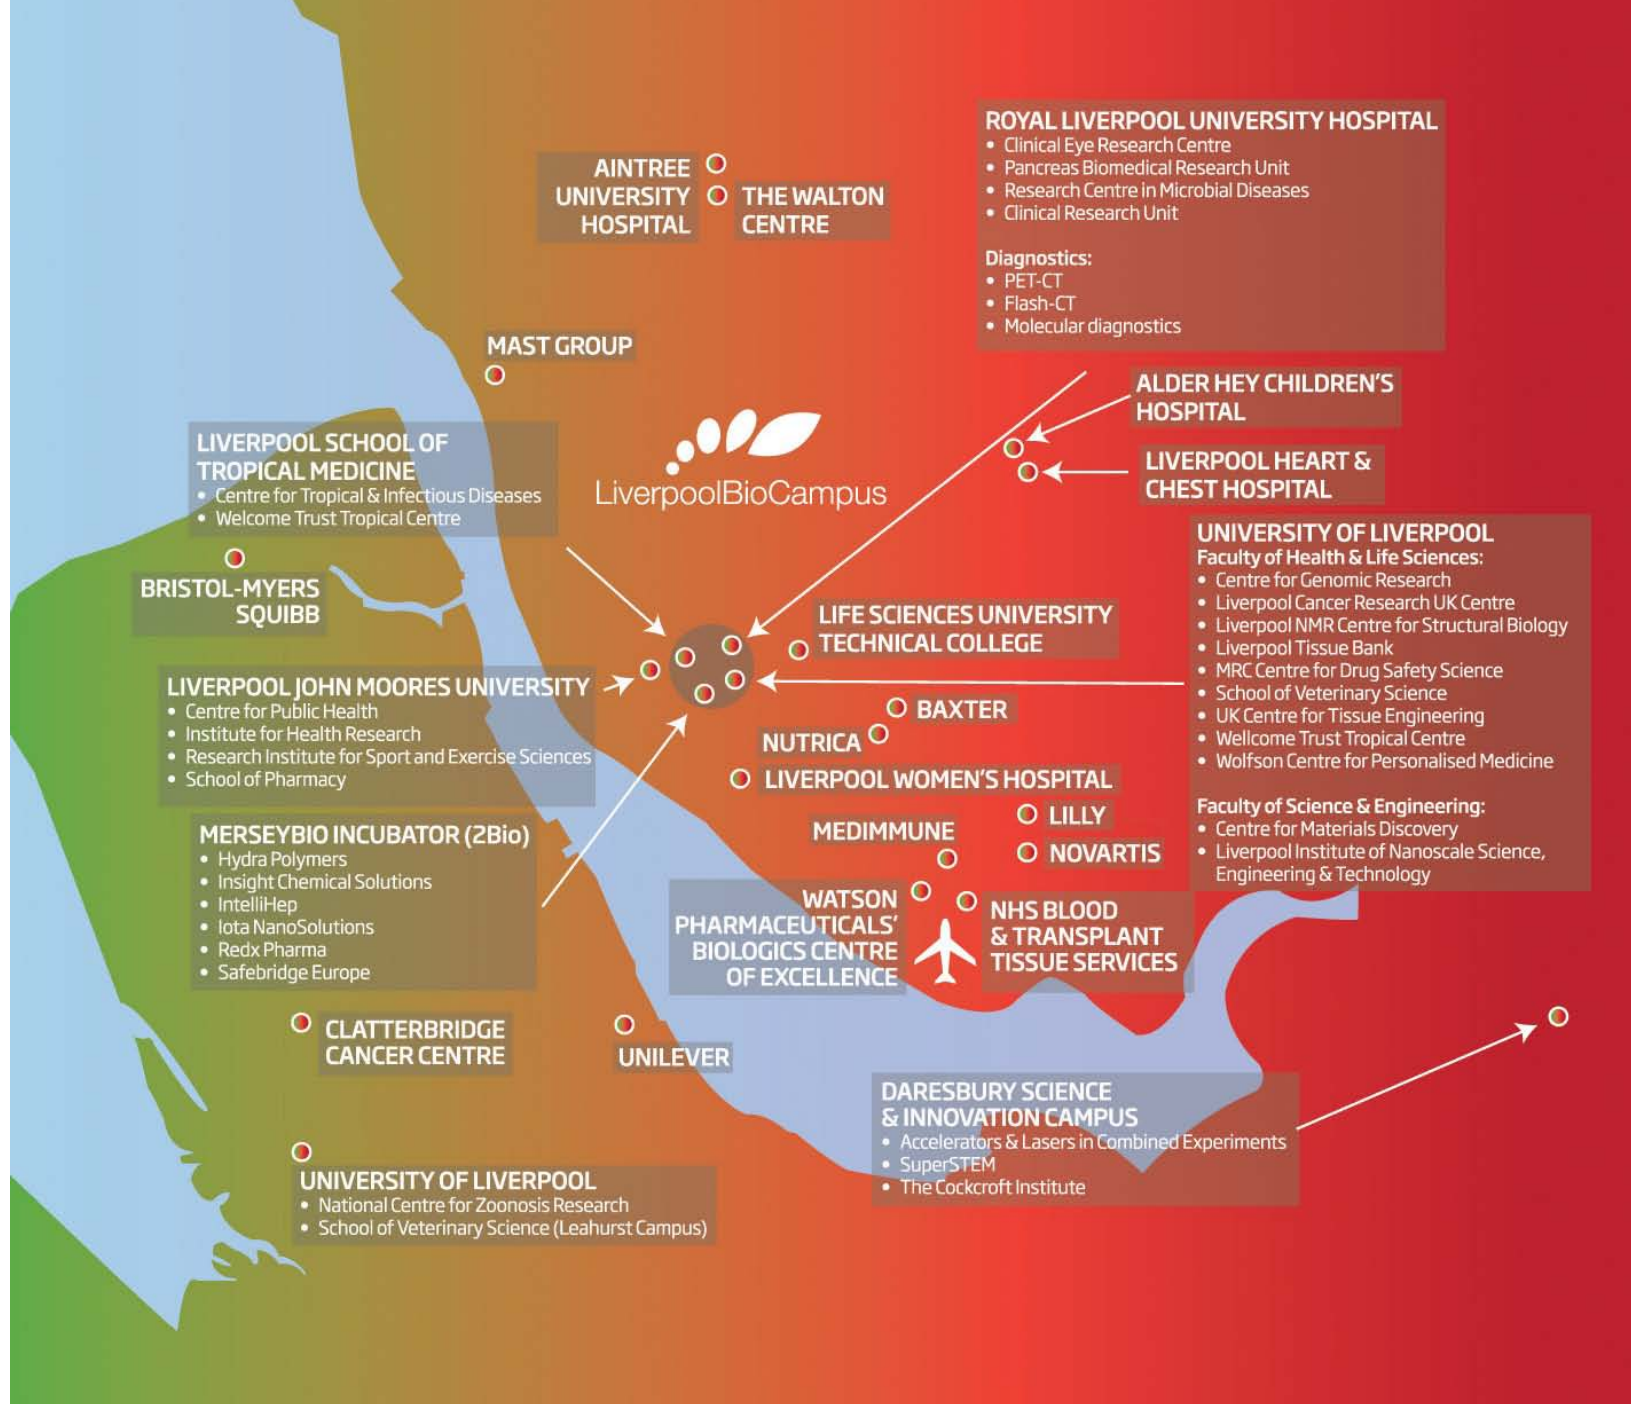 ROYAL LIVERPOOL UNIVERSITY HOSPITAL
• Clinical Eye Research Centre
• Pancreas Biomedical Research Unit
• Research Centre in Microbial Diseases
• Clinical Research Unit
Diagnostics:
• PET-CT
• Flash-CT
• Molecular diagnostics
AINTREE
UNIVERSITY
HOSPITAL
THE WALTON
CENTRE
MAST GROUP
ALDER HEY CHILDREN'S
HOSPITAL
LIVERPOOL HEART &
CHEST HOSPITAL
LIVERPOOL SCHOOL OF
TROPICAL MEDICINE
• Centre for Tropical & Infectious Diseases
• Welcome Trust Tropical Centre
LiverpoolBioCampus
BRISTOL-MYERS
SQUIBB
UNIVERSITY OF LIVERPOOL
Faculty of Health & Life Sciences:
• Centre for Genomic Research
• Liverpool Cancer Research UK Centre
• Liverpool NMR Centre for Structural Biology
• Liverpool Tissue Bank
• MRC Centre for Drug Safety Science
• School of Veterinary Science
• UK Centre for Tissue Engineering
• Wellcome Trust Tropical Centre
• Wolfson Centre for Personalised Medicine
Faculty of Science & Engineering:
• Centre for Materials Discovery
• Liverpool Institute of Nanoscale Science,
Engineering & Technology
LIFE SCIENCES UNIVERSITY
TECHNICAL COLLEGE
LIVERPOOL JOHN MOORES UNIVERSITY
• Centre for Public Health
• Institute for Health Research
• Research Institute for Sport and Exercise Sciences
• School of Pharmacy
BAXTER
NUTRICA
LIVERPOOL WOMEN'S HOSPITAL
LILLY
MEDIMMUNE
NOVARTIS
MERSEYBIO INCUBATOR (2Bio)
• Hydra Polymers
• Insight Chemical Solutions
• IntelliHep
• Iota NanoSolutions
• Redx Pharma
• Safebridge Europe
WATSON
PHARMACEUTICALS'
BIOLOGICS CENTRE
OF EXCELLENCE
NHS BLOOD
& TRANSPLANT
TISSUE SERVICES
CLATTERBRIDGE
CANCER CENTRE
UNILEVER
DARESBURY SCIENCE
& INNOVATION CAMPUS
• Accelerators & Lasers in Combined Experiments
• SuperSTEM
• The Cockcroft Institute
UNIVERSITY OF LIVERPOOL
• National Centre for Zoonosis Research
• School of Veterinary Science (Leahurst Campus)